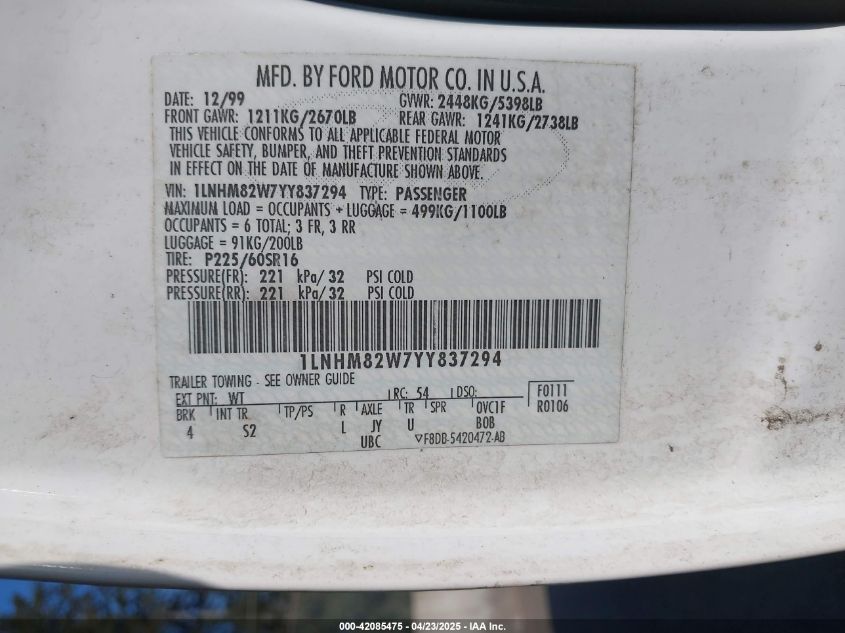 MFD. BY FORD MOTOR CO. IN U.S.A.
DATE: 12/99 GVWR: 2448KG/5398LB
FRONT GAWR: 1211KG/2670LB REAR GAWR: 1241KG/2738LB
THIS VEHICLE CONFORMS TO ALL APPLICABLE FEDERAL MOTOR
VEHICLE SAFETY, BUMPER, AND THEFT PREVENTION STANDARDS
IN EFFECT ON THE DATE OF MANUFACTURE SHOWN ABOVE.
VIN: 1LNHM82W7YY837294 TYPE: PASSENGER
MAXIMUM LOAD = OCCUPANTS + LUGGAGE = 499KG/1100LB
OCCUPANTS = 6 TOTAL; 3 FR, 3 RR
LUGGAGE = 91KG/200LB
TIRE: P225/60SR16
PRESSURE(FR): 221 kPa/32 PSI COLD
PRESSURE(RR): 221 kPa/32 PSI COLD
1LNHM82W7YY837294
TRAILER TOWING - SEE OWNER GUIDE
EXT PNT: WT RC: 54 DSO: F0111
BRK INT TR TP/PS R AXLE TR SPR OVC1F R0106
4 S2 L JY U BOB
UBC ▽F8DB-5420472-AB
000-42085475 - 04/23/2025 - IAA Holdings, LLC.